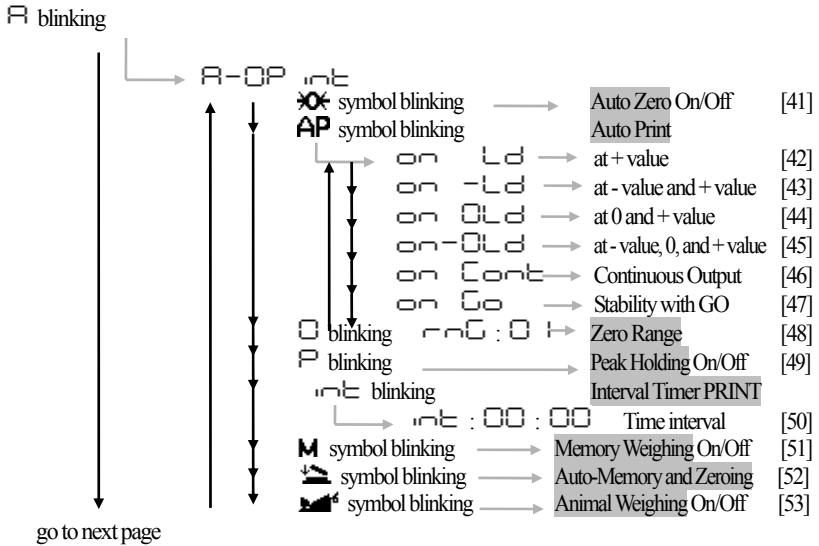 A blinking
A-OP int
>O< symbol blinking Auto Zero On/Off [41]
AP symbol blinking Auto Print
on Ld at + value [42]
on -Ld at - value and + value [43]
on 0Ld at 0 and + value [44]
on-0Ld at - value, 0, and + value [45]
on Cont Continuous Output [46]
on Go Stability with GO [47]
0 blinking rnG : 0 1 Zero Range [48]
P blinking Peak Holding On/Off [49]
int blinking Interval Timer PRINT
int : 00 : 00 Time interval [50]
M symbol blinking Memory Weighing On/Off [51]
symbol blinking Auto-Memory and Zeroing [52]
symbol blinking Animal Weighing On/Off [53]
go to next page